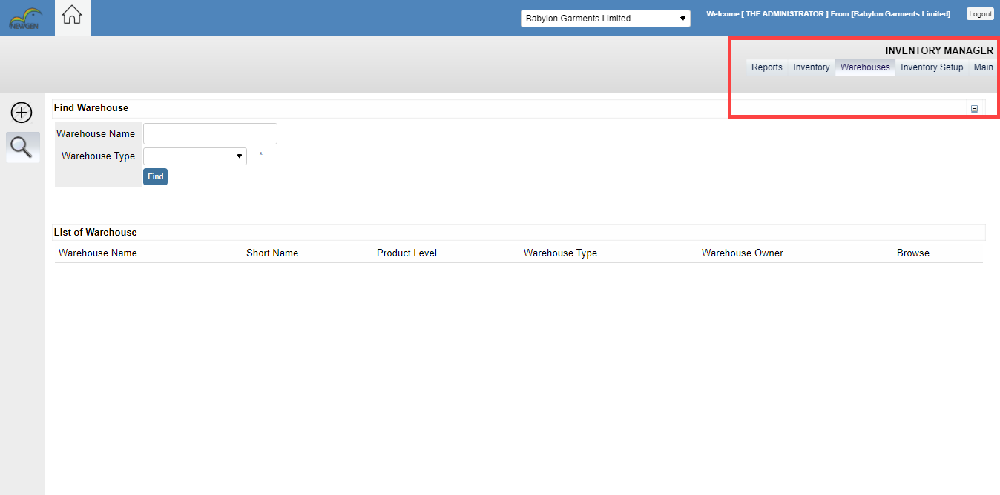 NEWGEN
Babylon Garments Limited
Welcome [ THE ADMINISTRATOR ] From [Babylon Garments Limited]
Logout
INVENTORY MANAGER
Reports Inventory Warehouses Inventory Setup Main
Find Warehouse
Warehouse Name
Warehouse Type *
Find
List of Warehouse
Warehouse Name Short Name Product Level Warehouse Type Warehouse Owner Browse